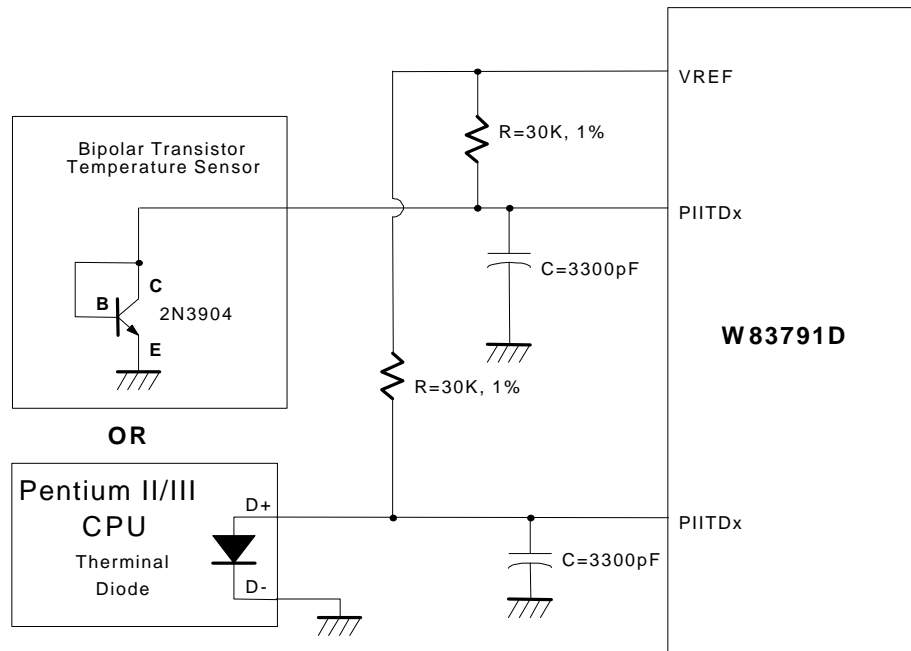 VREF
R=30K, 1%
Bipolar Transistor
Temperature Sensor
PIITDx
C=3300pF
C
B
2N3904
E
W83791D
R=30K, 1%
OR
Pentium II/III
CPU
Therminal
Diode
D+
D-
PIITDx
C=3300pF